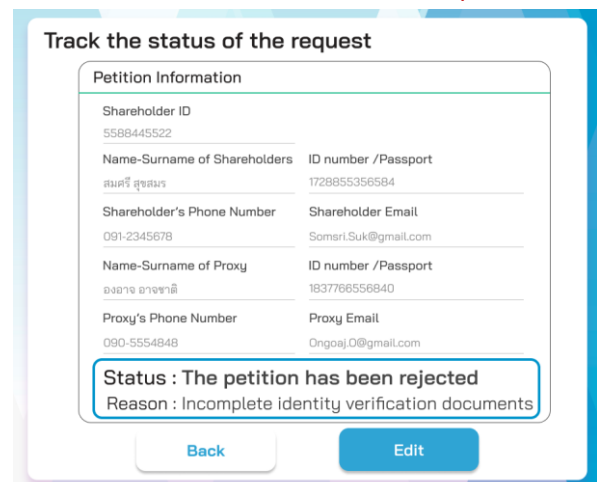 Track the status of the request
Petition Information
Shareholder ID
5588445522
Name-Surname of Shareholders ID number /Passport
สมศรี สุขสมร 1728855356584
Shareholder's Phone Number Shareholder Email
091-2345678 Somsri.Suk@gmail.com
Name-Surname of Proxy ID number /Passport
องอาจ อาจชาติ 1837766556840
Proxy's Phone Number Proxy Email
090-5554848 Ongoaj.O@gmail.com
Status : The petition has been rejected
Reason : Incomplete identity verification documents
Back Edit